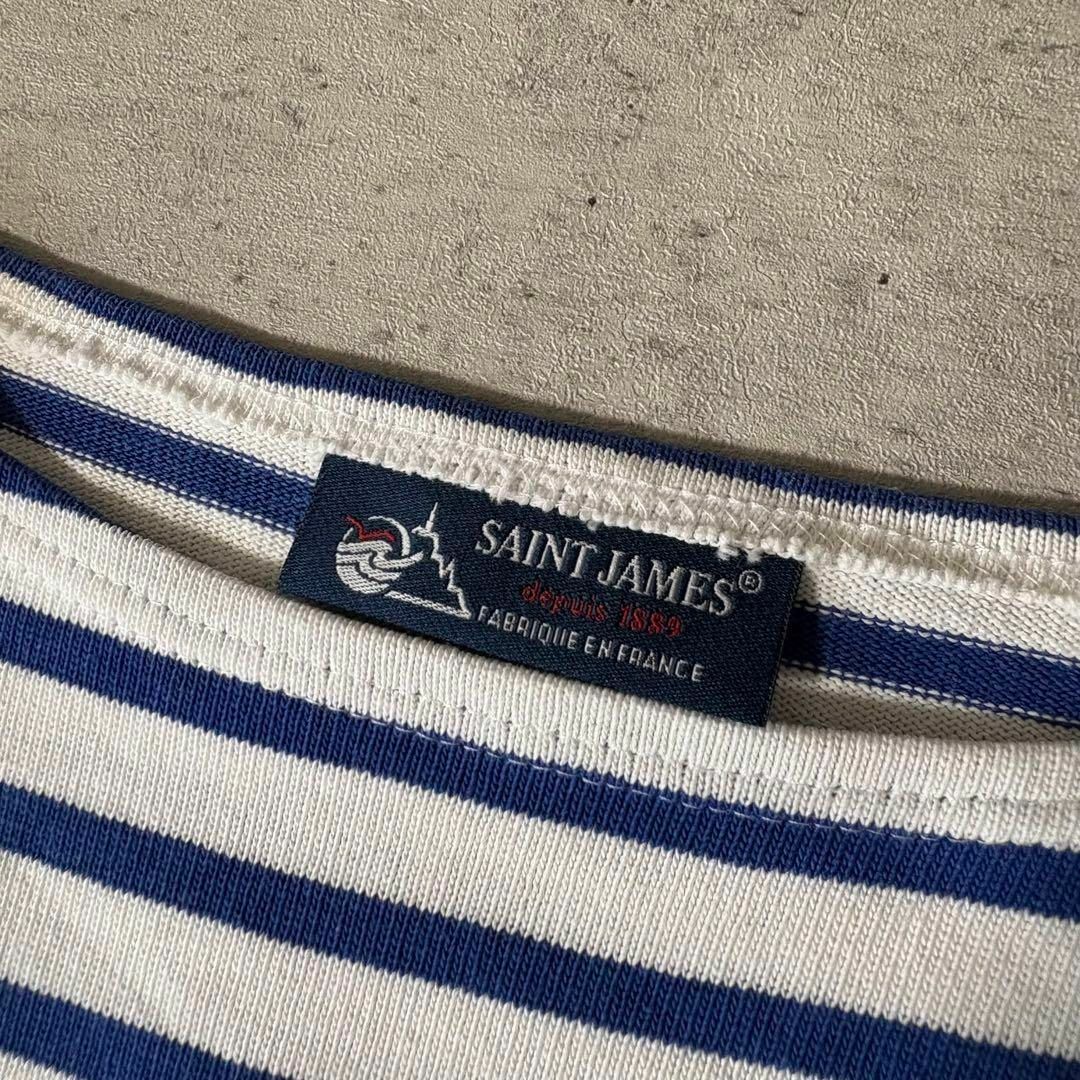 SAINT JAMES®
depuis 1889
FABRIQUE EN FRANCE